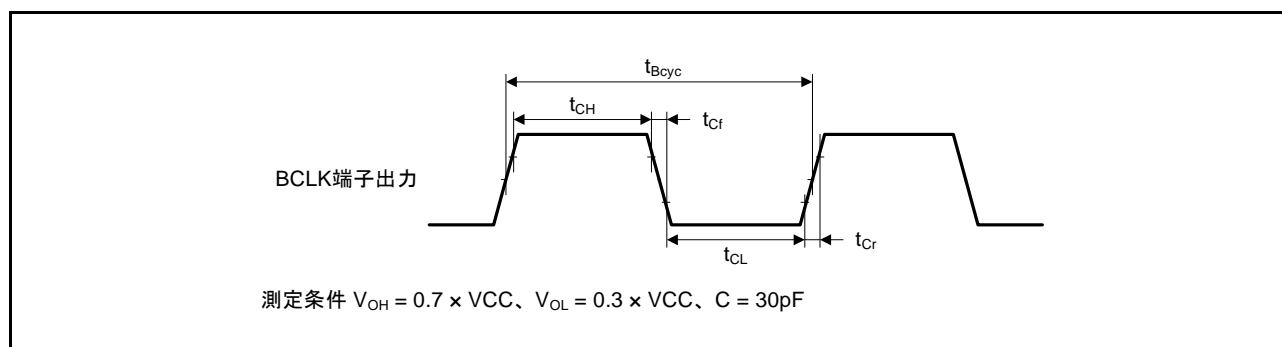 tBcyc
tCH
tCf
BCLK端子出力
tCL
tCr
測定条件 VOH = 0.7 × VCC、VOL = 0.3 × VCC、C = 30pF